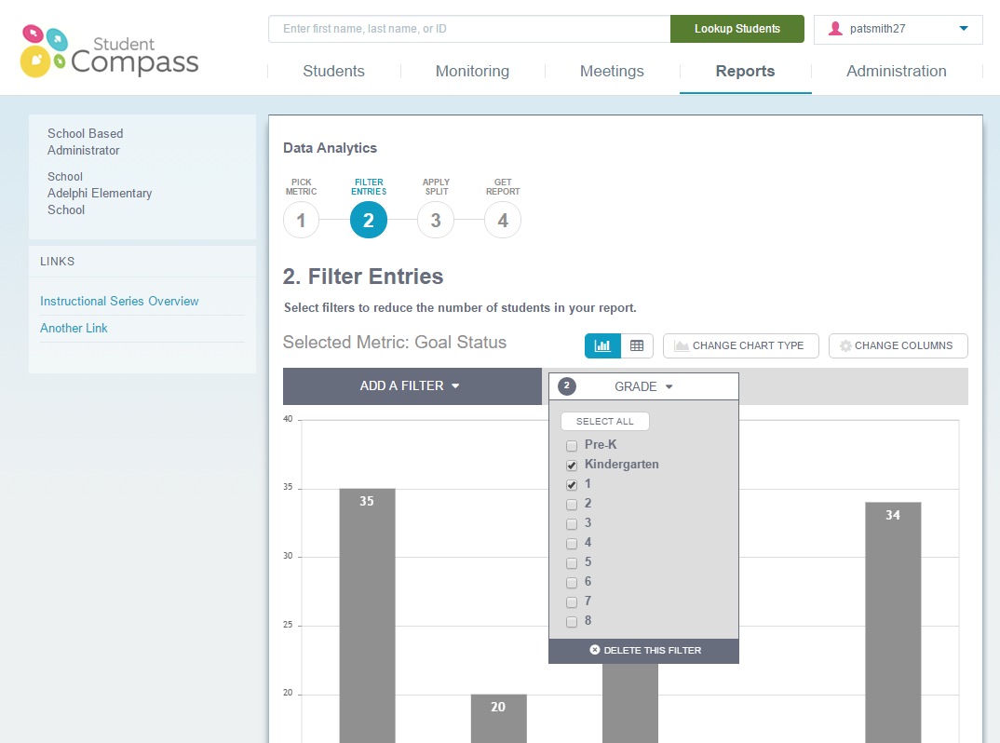 Student
Compass
Enter first name, last name, or ID
Lookup Students
patsmith27
Students
Monitoring
Meetings
Reports
Administration
School Based
Administrator
School
Adelphi Elementary
School
LINKS
Instructional Series Overview
Another Link
Data Analytics
PICK
METRIC
1
FILTER
ENTRIES
2
APPLY
SPLIT
3
GET
REPORT
4
2. Filter Entries
Select filters to reduce the number of students in your report.
Selected Metric: Goal Status
CHANGE CHART TYPE
CHANGE COLUMNS
ADD A FILTER
2
GRADE
SELECT ALL
Pre-K
Kindergarten
1
2
3
4
5
6
7
8
DELETE THIS FILTER
40
35
30
25
20
35
20
34